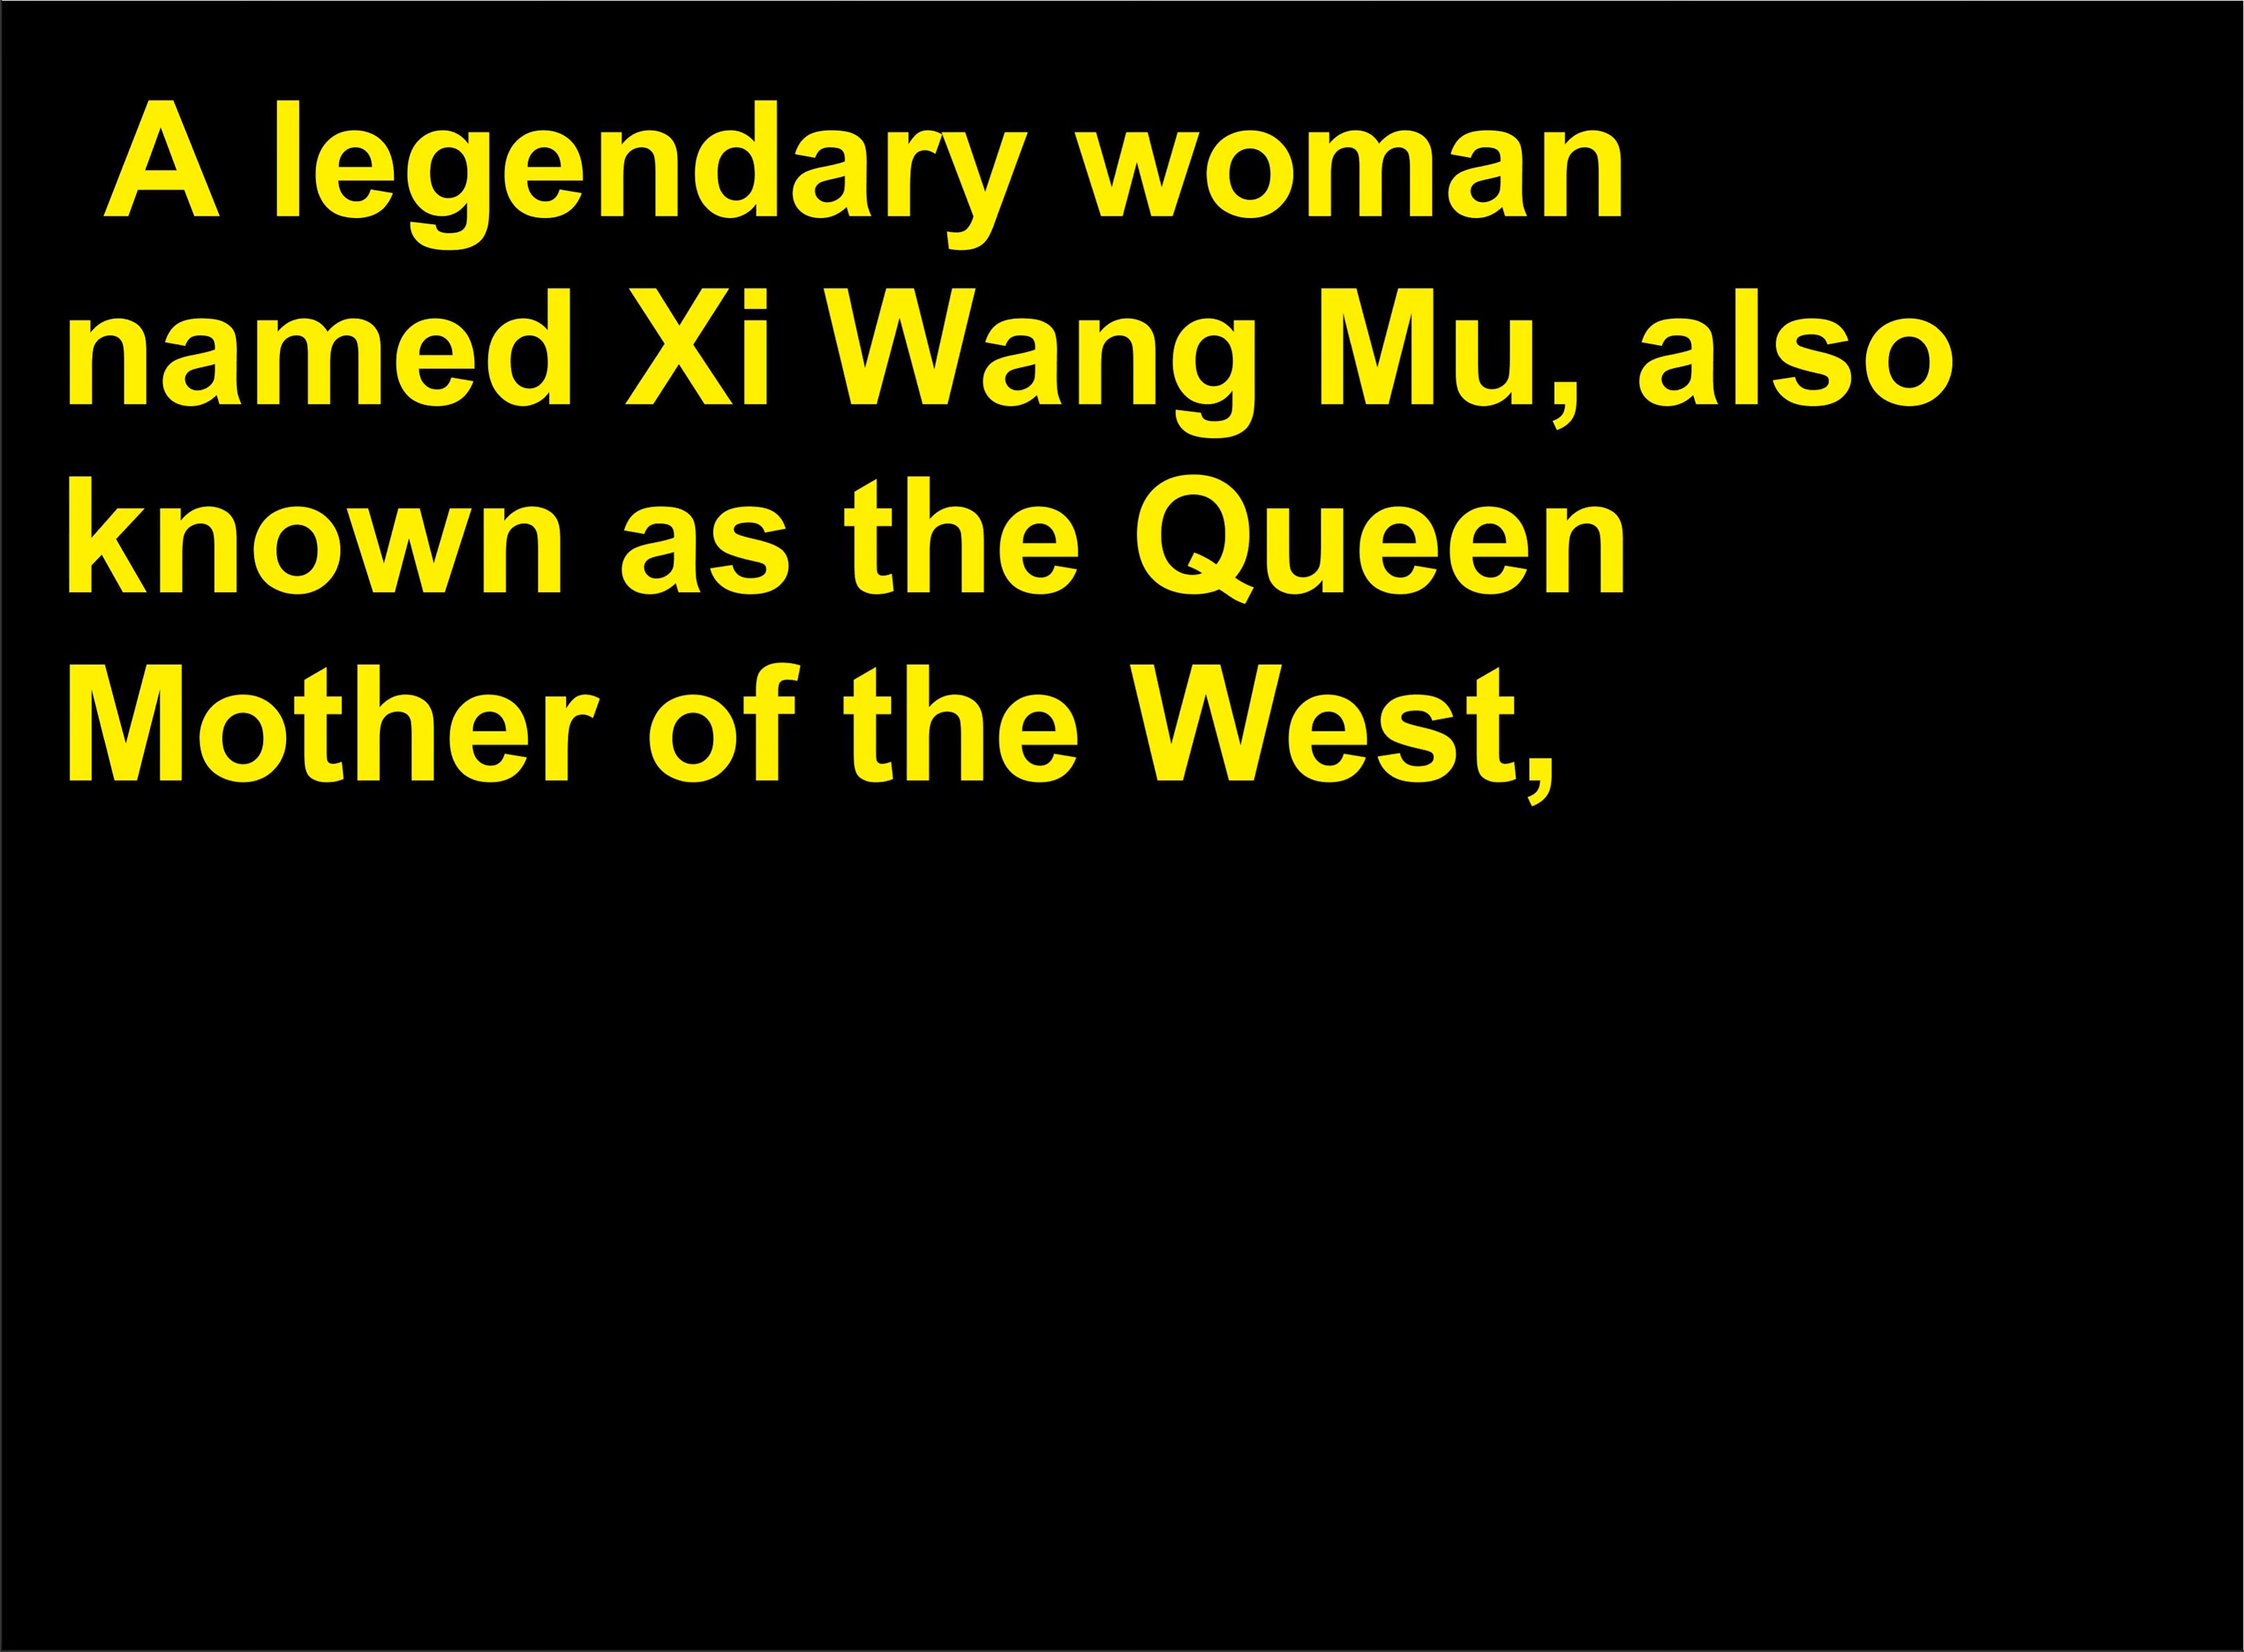 A legendary woman
named Xi Wang Mu, also
known as the Queen
Mother of the West,